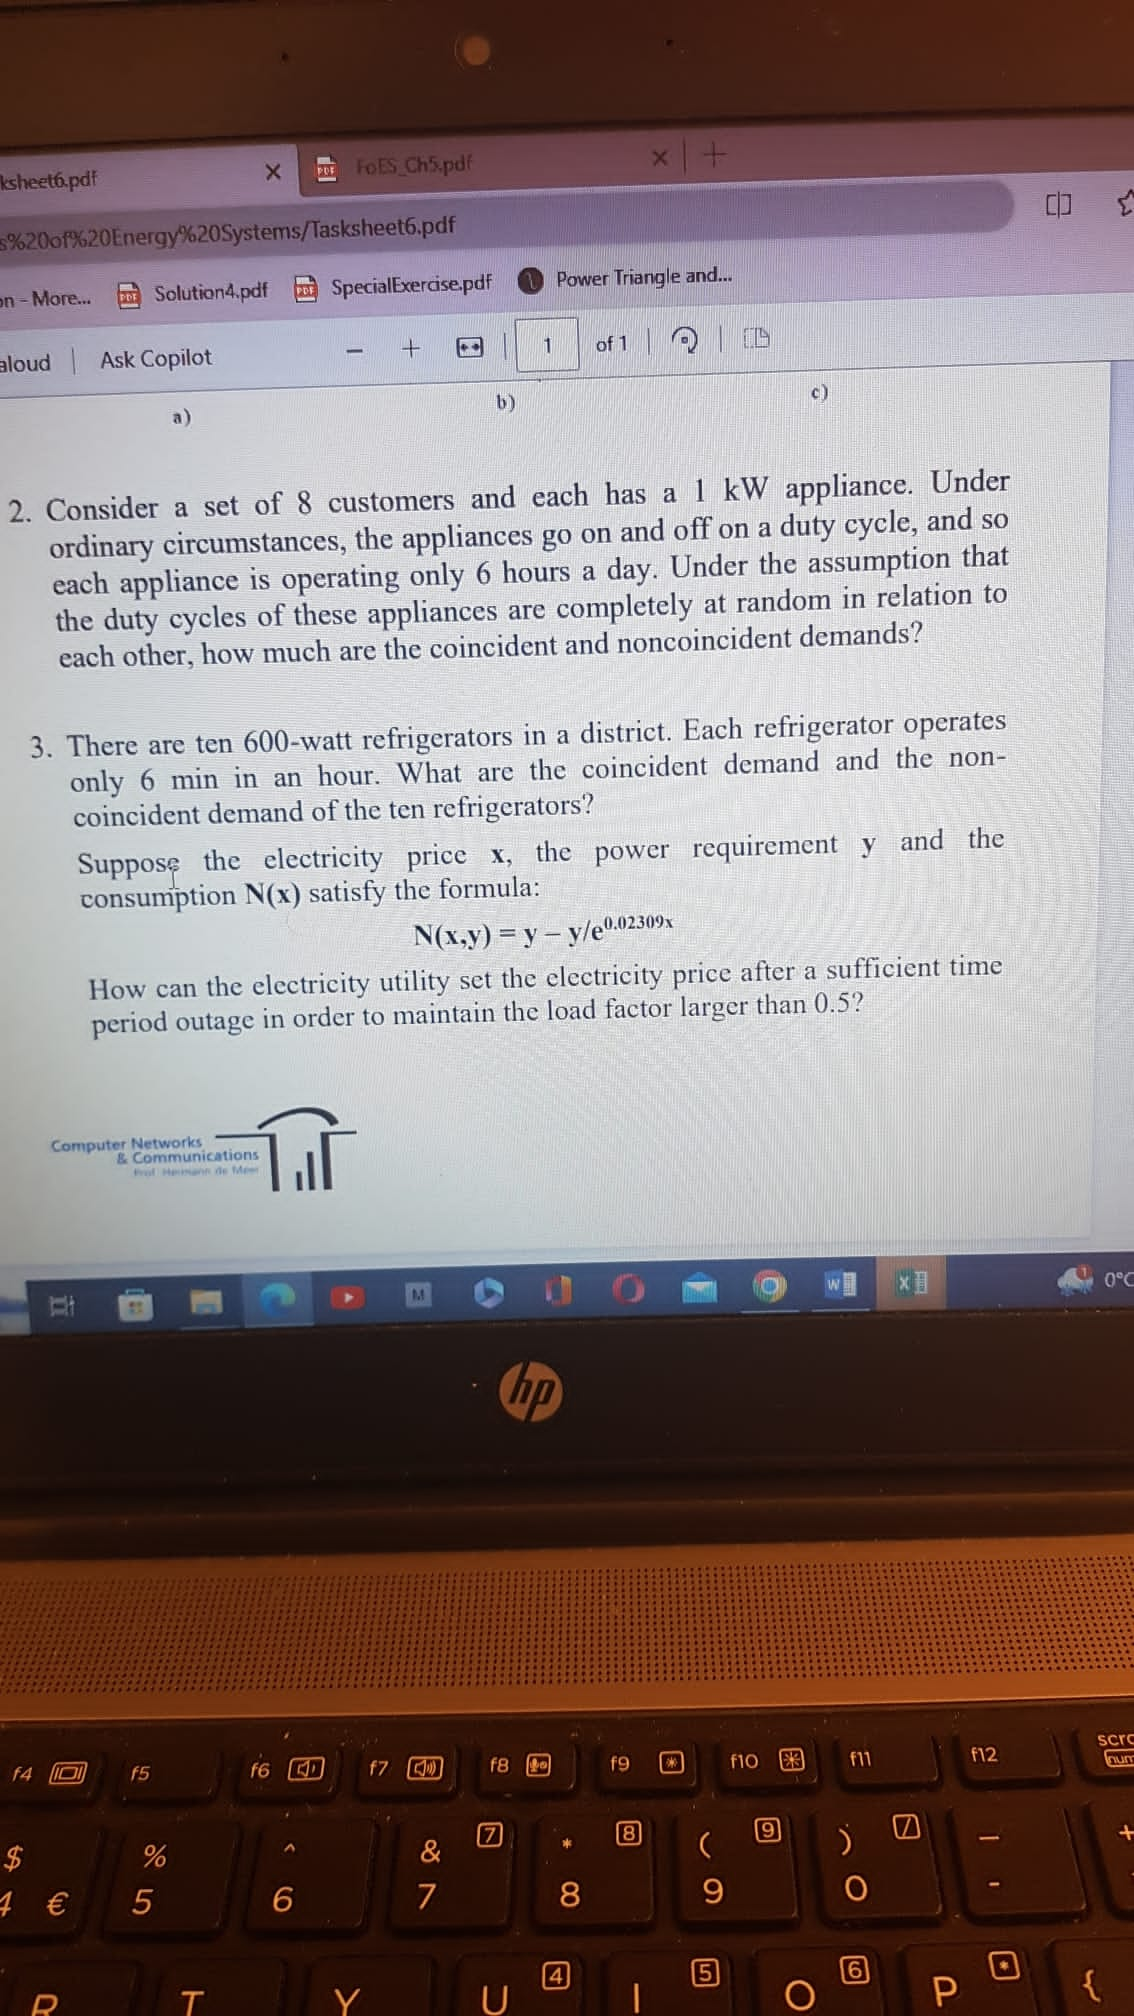 ksheet6.pdf × PDF FoES_Ch5.pdf × +
s%20of%20Energy%20Systems/Tasksheet6.pdf
on - More... PDF Solution4.pdf PDF SpecialExercise.pdf Power Triangle and...
aloud | Ask Copilot − + 1 of 1
a) b) c)
2. Consider a set of 8 customers and each has a 1 kW appliance. Under
ordinary circumstances, the appliances go on and off on a duty cycle, and so
each appliance is operating only 6 hours a day. Under the assumption that
the duty cycles of these appliances are completely at random in relation to
each other, how much are the coincident and noncoincident demands?
3. There are ten 600-watt refrigerators in a district. Each refrigerator operates
only 6 min in an hour. What are the coincident demand and the non-
coincident demand of the ten refrigerators?
Suppose the electricity price x, the power requirement y and the
consumption N(x) satisfy the formula:
N(x,y) = y – y/e^0.02309x
How can the electricity utility set the electricity price after a sufficient time
period outage in order to maintain the load factor larger than 0.5?
Computer Networks
& Communications
Prof. Hermann de Meer
M W X 1 0°C
hp
f4 f5 f6 f7 f8 f9 f10 f11 f12 scro
num
$ % ^ & 7 * 8 ( 9 ) / _ +
4 € 5 6 7 8 9 0 -
R T Y U 4 I 5 O 6 P * {